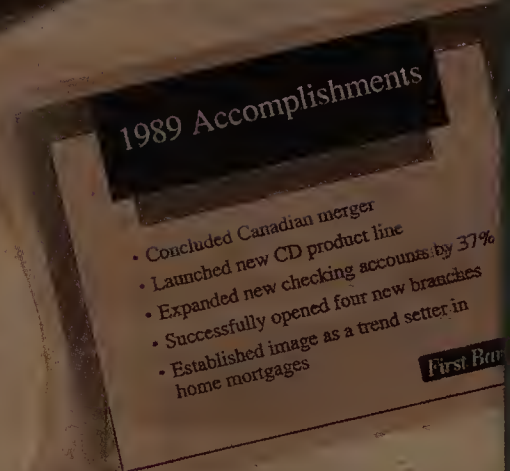 1989 Accomplishments
• Concluded Canadian merger
• Launched new CD product line
• Expanded new checking accounts by 37%
• Successfully opened four new branches
• Established image as a trend setter in
home mortgages
First